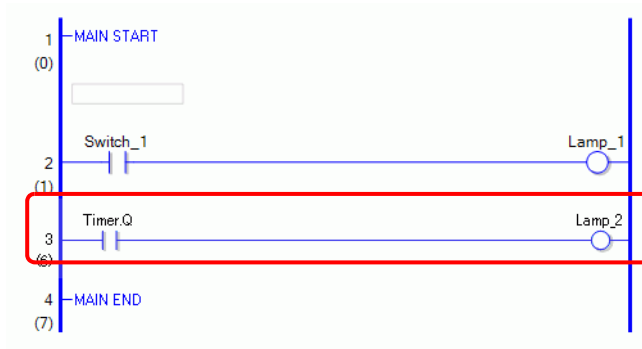 1 MAIN START
(0)
Switch_1 Lamp_1
2
(1)
Timer.Q Lamp_2
3
(6)
4 MAIN END
(7)